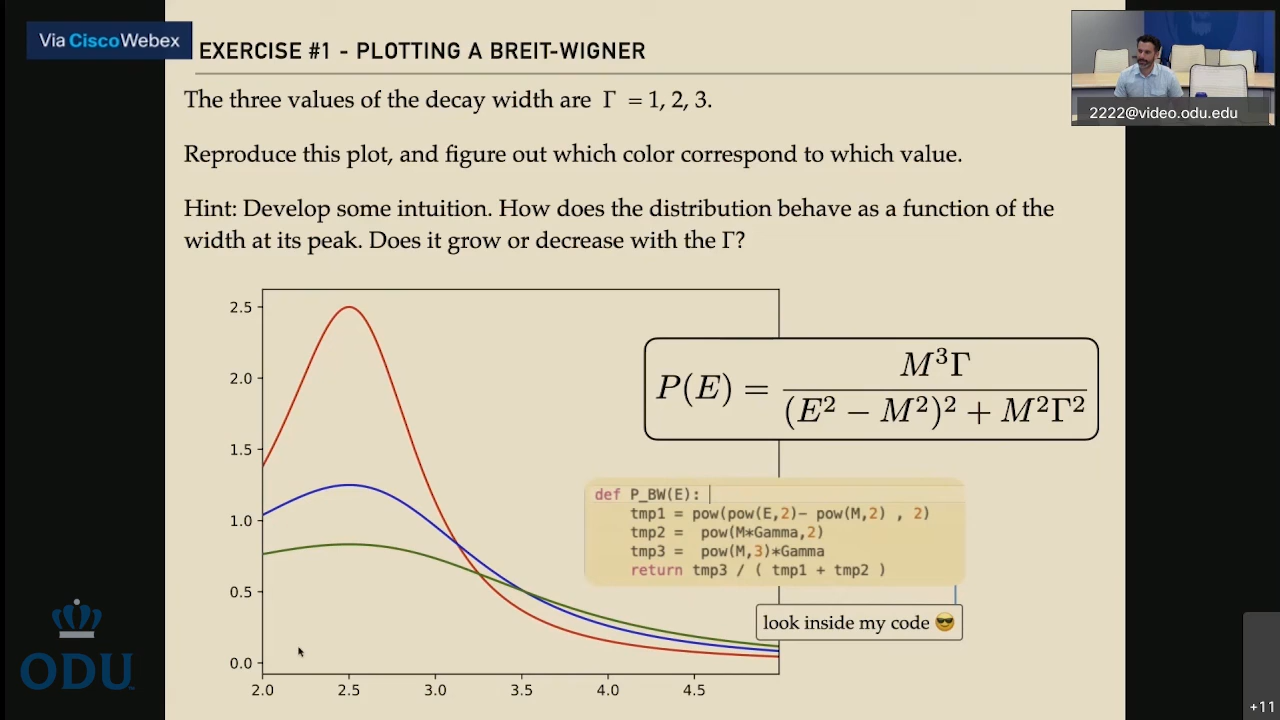 Via Cisco Webex
EXERCISE #1 - PLOTTING A BREIT-WIGNER
2222@video.odu.edu
The three values of the decay width are Γ = 1, 2, 3.
Reproduce this plot, and figure out which color correspond to which value.
Hint: Develop some intuition. How does the distribution behave as a function of the
width at its peak. Does it grow or decrease with the Γ?
2.5
2.0
1.5
1.0
0.5
0.0
2.0 2.5 3.0 3.5 4.0 4.5
P(E) = M³Γ / (E² − M²)² + M²Γ²
def P_BW(E):
tmp1 = pow(pow(E,2)- pow(M,2) , 2)
tmp2 = pow(M*Gamma,2)
tmp3 = pow(M,3)*Gamma
return tmp3 / ( tmp1 + tmp2 )
look inside my code 😎
ODU
+11